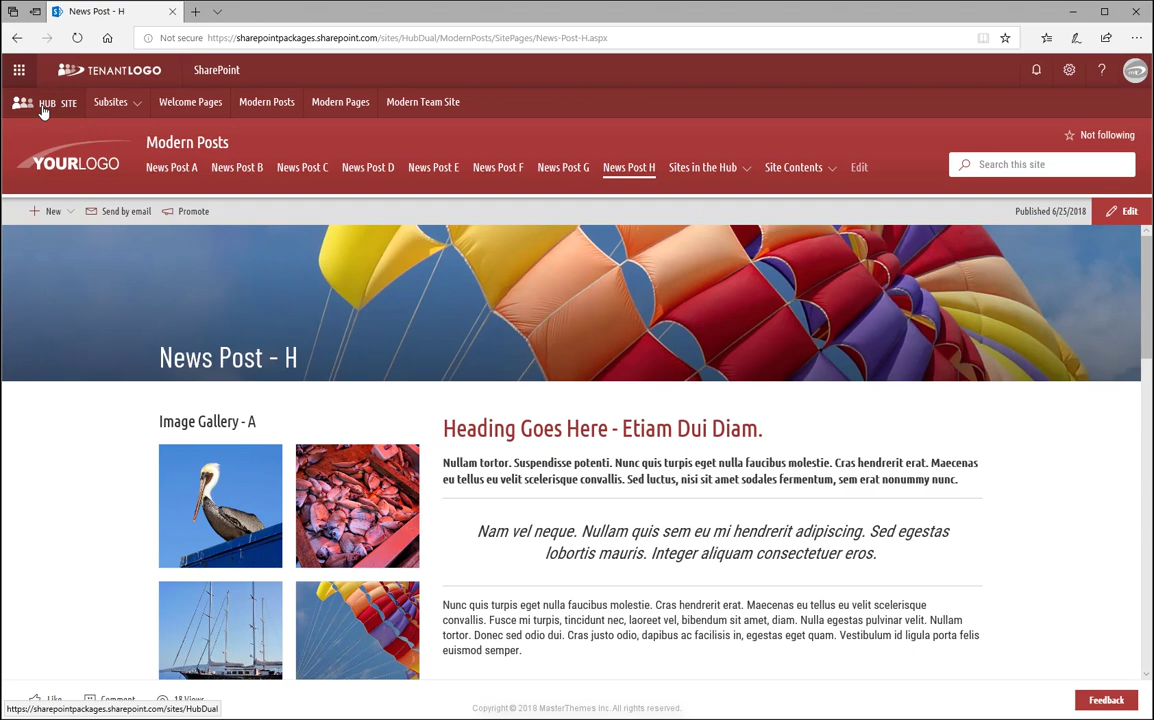 News Post - H
Not secure https://sharepointpackages.sharepoint.com/sites/HubDual/ModernPosts/SitePages/News-Post-H.aspx
TENANTLOGO SharePoint
HUB SITE Subsites Welcome Pages Modern Posts Modern Pages Modern Team Site
Not following
Modern Posts
YOURLOGO
News Post A News Post B News Post C News Post D News Post E News Post F News Post G News Post H Sites in the Hub Site Contents Edit
Search this site
New Send by email Promote Published 6/25/2018 Edit
News Post - H
Image Gallery - A
Heading Goes Here - Etiam Dui Diam.
Nullam tortor. Suspendisse potenti. Nunc quis turpis eget nulla faucibus molestie. Cras hendrerit erat. Maecenas
eu tellus eu velit scelerisque convallis. Sed luctus, nisi sit amet sodales fermentum, sem erat nonummy nunc.
Nam vel neque. Nullam quis sem eu mi hendrerit adipiscing. Sed egestas
lobortis mauris. Integer aliquam consectetuer eros.
Nunc quis turpis eget nulla faucibus molestie. Cras hendrerit erat. Maecenas eu tellus eu velit scelerisque
convallis. Fusce mi turpis, tincidunt nec, laoreet vel, bibendum sit amet, diam. Nulla egestas pulvinar velit. Nullam
tortor. Donec sed odio dui. Cras justo odio, dapibus ac facilisis in, egestas eget quam. Vestibulum id ligula porta felis
euismod semper.
Like Comment 18 Views
https://sharepointpackages.sharepoint.com/sites/HubDual
Copyright © 2018 MasterThemes Inc. All rights reserved.
Feedback